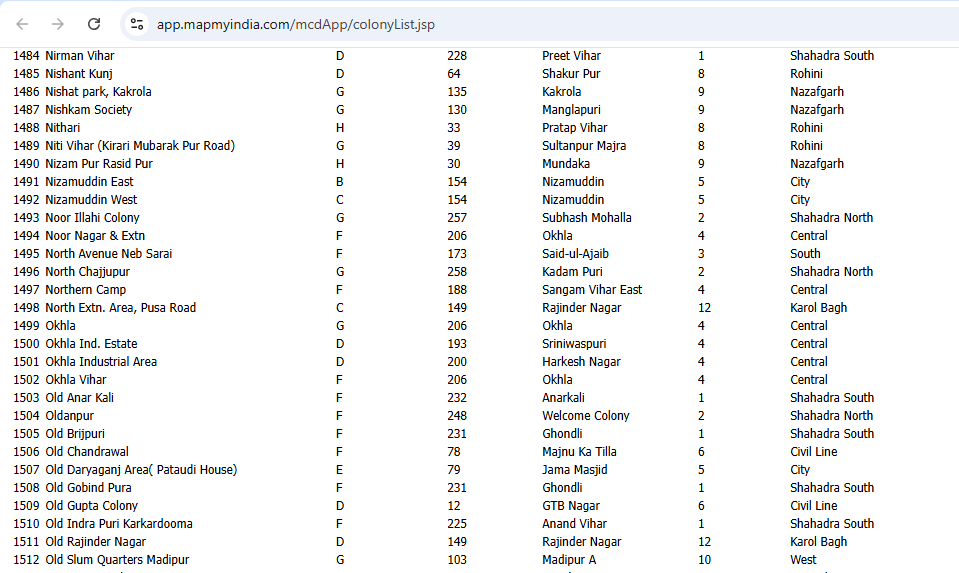 app.mapmyindia.com/mcdApp/colonyList.jsp
1484 Nirman Vihar D 228 Preet Vihar 1 Shahadra South
1485 Nishant Kunj D 64 Shakur Pur 8 Rohini
1486 Nishat park, Kakrola G 135 Kakrola 9 Nazafgarh
1487 Nishkam Society G 130 Manglapuri 9 Nazafgarh
1488 Nithari H 33 Pratap Vihar 8 Rohini
1489 Niti Vihar (Kirari Mubarak Pur Road) G 39 Sultanpur Majra 8 Rohini
1490 Nizam Pur Rasid Pur H 30 Mundaka 9 Nazafgarh
1491 Nizamuddin East B 154 Nizamuddin 5 City
1492 Nizamuddin West C 154 Nizamuddin 5 City
1493 Noor Illahi Colony G 257 Subhash Mohalla 2 Shahadra North
1494 Noor Nagar & Extn F 206 Okhla 4 Central
1495 North Avenue Neb Sarai F 173 Said-ul-Ajaib 3 South
1496 North Chajjupur G 258 Kadam Puri 2 Shahadra North
1497 Northern Camp F 188 Sangam Vihar East 4 Central
1498 North Extn. Area, Pusa Road C 149 Rajinder Nagar 12 Karol Bagh
1499 Okhla G 206 Okhla 4 Central
1500 Okhla Ind. Estate D 193 Sriniwaspuri 4 Central
1501 Okhla Industrial Area D 200 Harkesh Nagar 4 Central
1502 Okhla Vihar F 206 Okhla 4 Central
1503 Old Anar Kali F 232 Anarkali 1 Shahadra South
1504 Oldanpur F 248 Welcome Colony 2 Shahadra North
1505 Old Brijpuri F 231 Ghondli 1 Shahadra South
1506 Old Chandrawal F 78 Majnu Ka Tilla 6 Civil Line
1507 Old Daryaganj Area( Pataudi House) E 79 Jama Masjid 5 City
1508 Old Gobind Pura F 231 Ghondli 1 Shahadra South
1509 Old Gupta Colony D 12 GTB Nagar 6 Civil Line
1510 Old Indra Puri Karkardooma F 225 Anand Vihar 1 Shahadra South
1511 Old Rajinder Nagar D 149 Rajinder Nagar 12 Karol Bagh
1512 Old Slum Quarters Madipur G 103 Madipur A 10 West